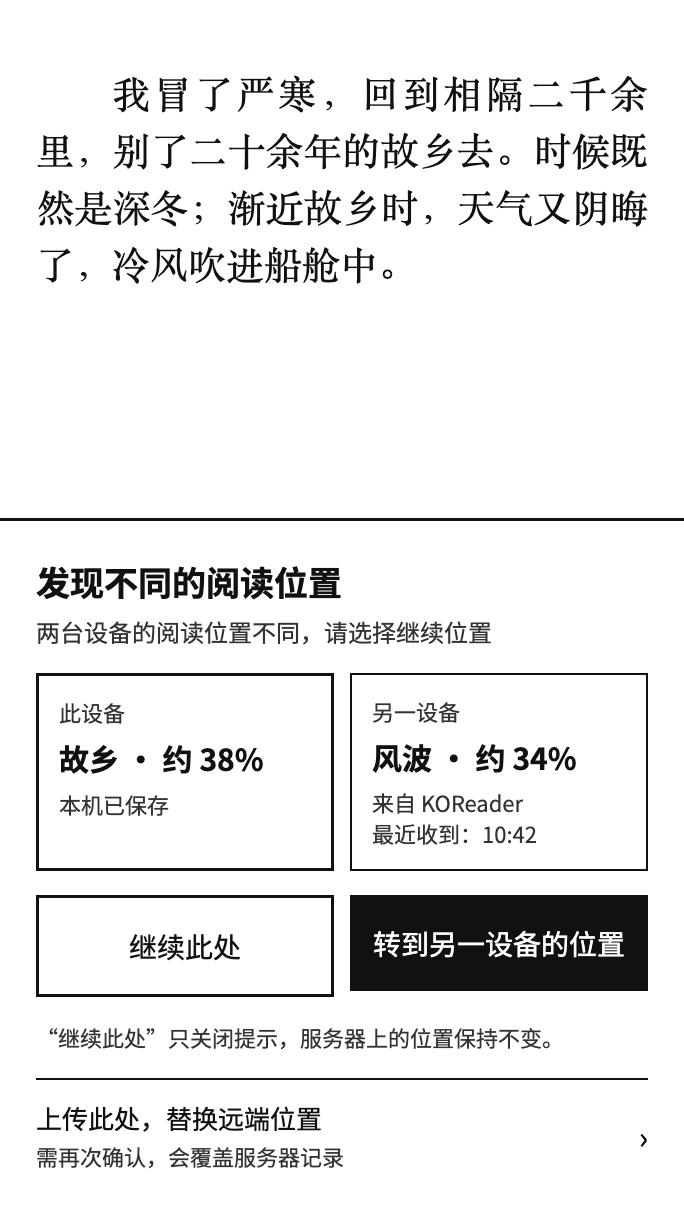 我冒了严寒，回到相隔二千余
里，别了二十余年的故乡去。时候既
然是深冬；渐近故乡时，天气又阴晦
了，冷风吹进船舱中。
发现不同的阅读位置
两台设备的阅读位置不同，请选择继续位置
此设备
故乡 · 约 38%
本机已保存
另一设备
风波 · 约 34%
来自 KOReader
最近收到：10:42
继续此处
转到另一设备的位置
“继续此处”只关闭提示，服务器上的位置保持不变。
上传此处，替换远端位置
需再次确认，会覆盖服务器记录
›